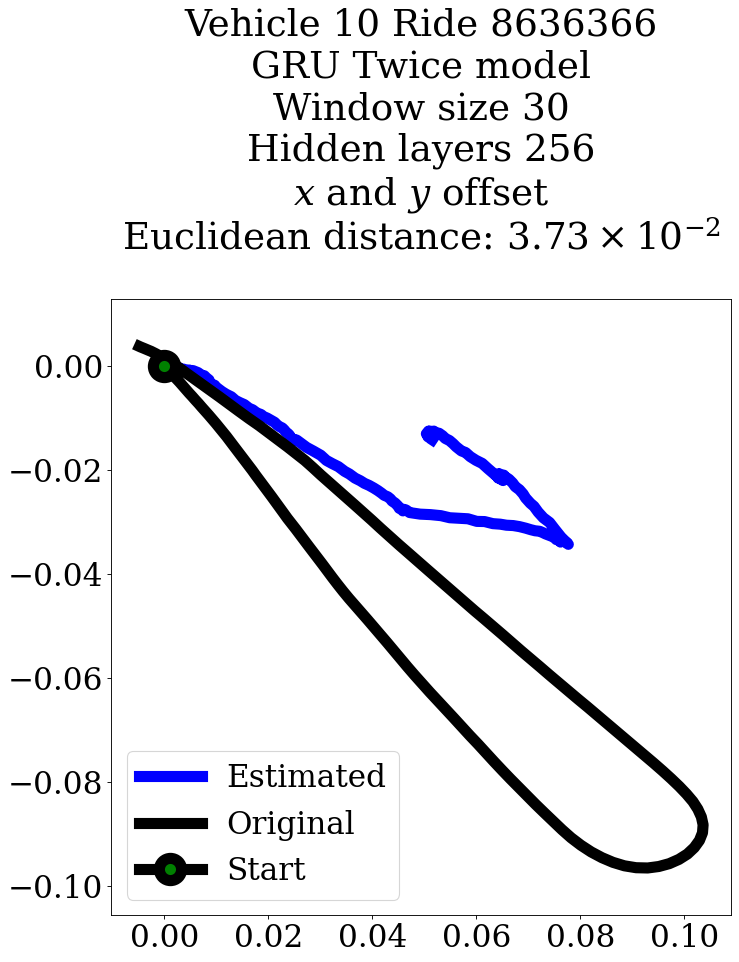 Vehicle 10 Ride 8636366
GRU Twice model
Window size 30
Hidden layers 256
x and y offset
Euclidean distance: 3.73 × 10⁻²
0.00
−0.02
−0.04
−0.06
−0.08
−0.10
Estimated
Original
Start
0.00 0.02 0.04 0.06 0.08 0.10